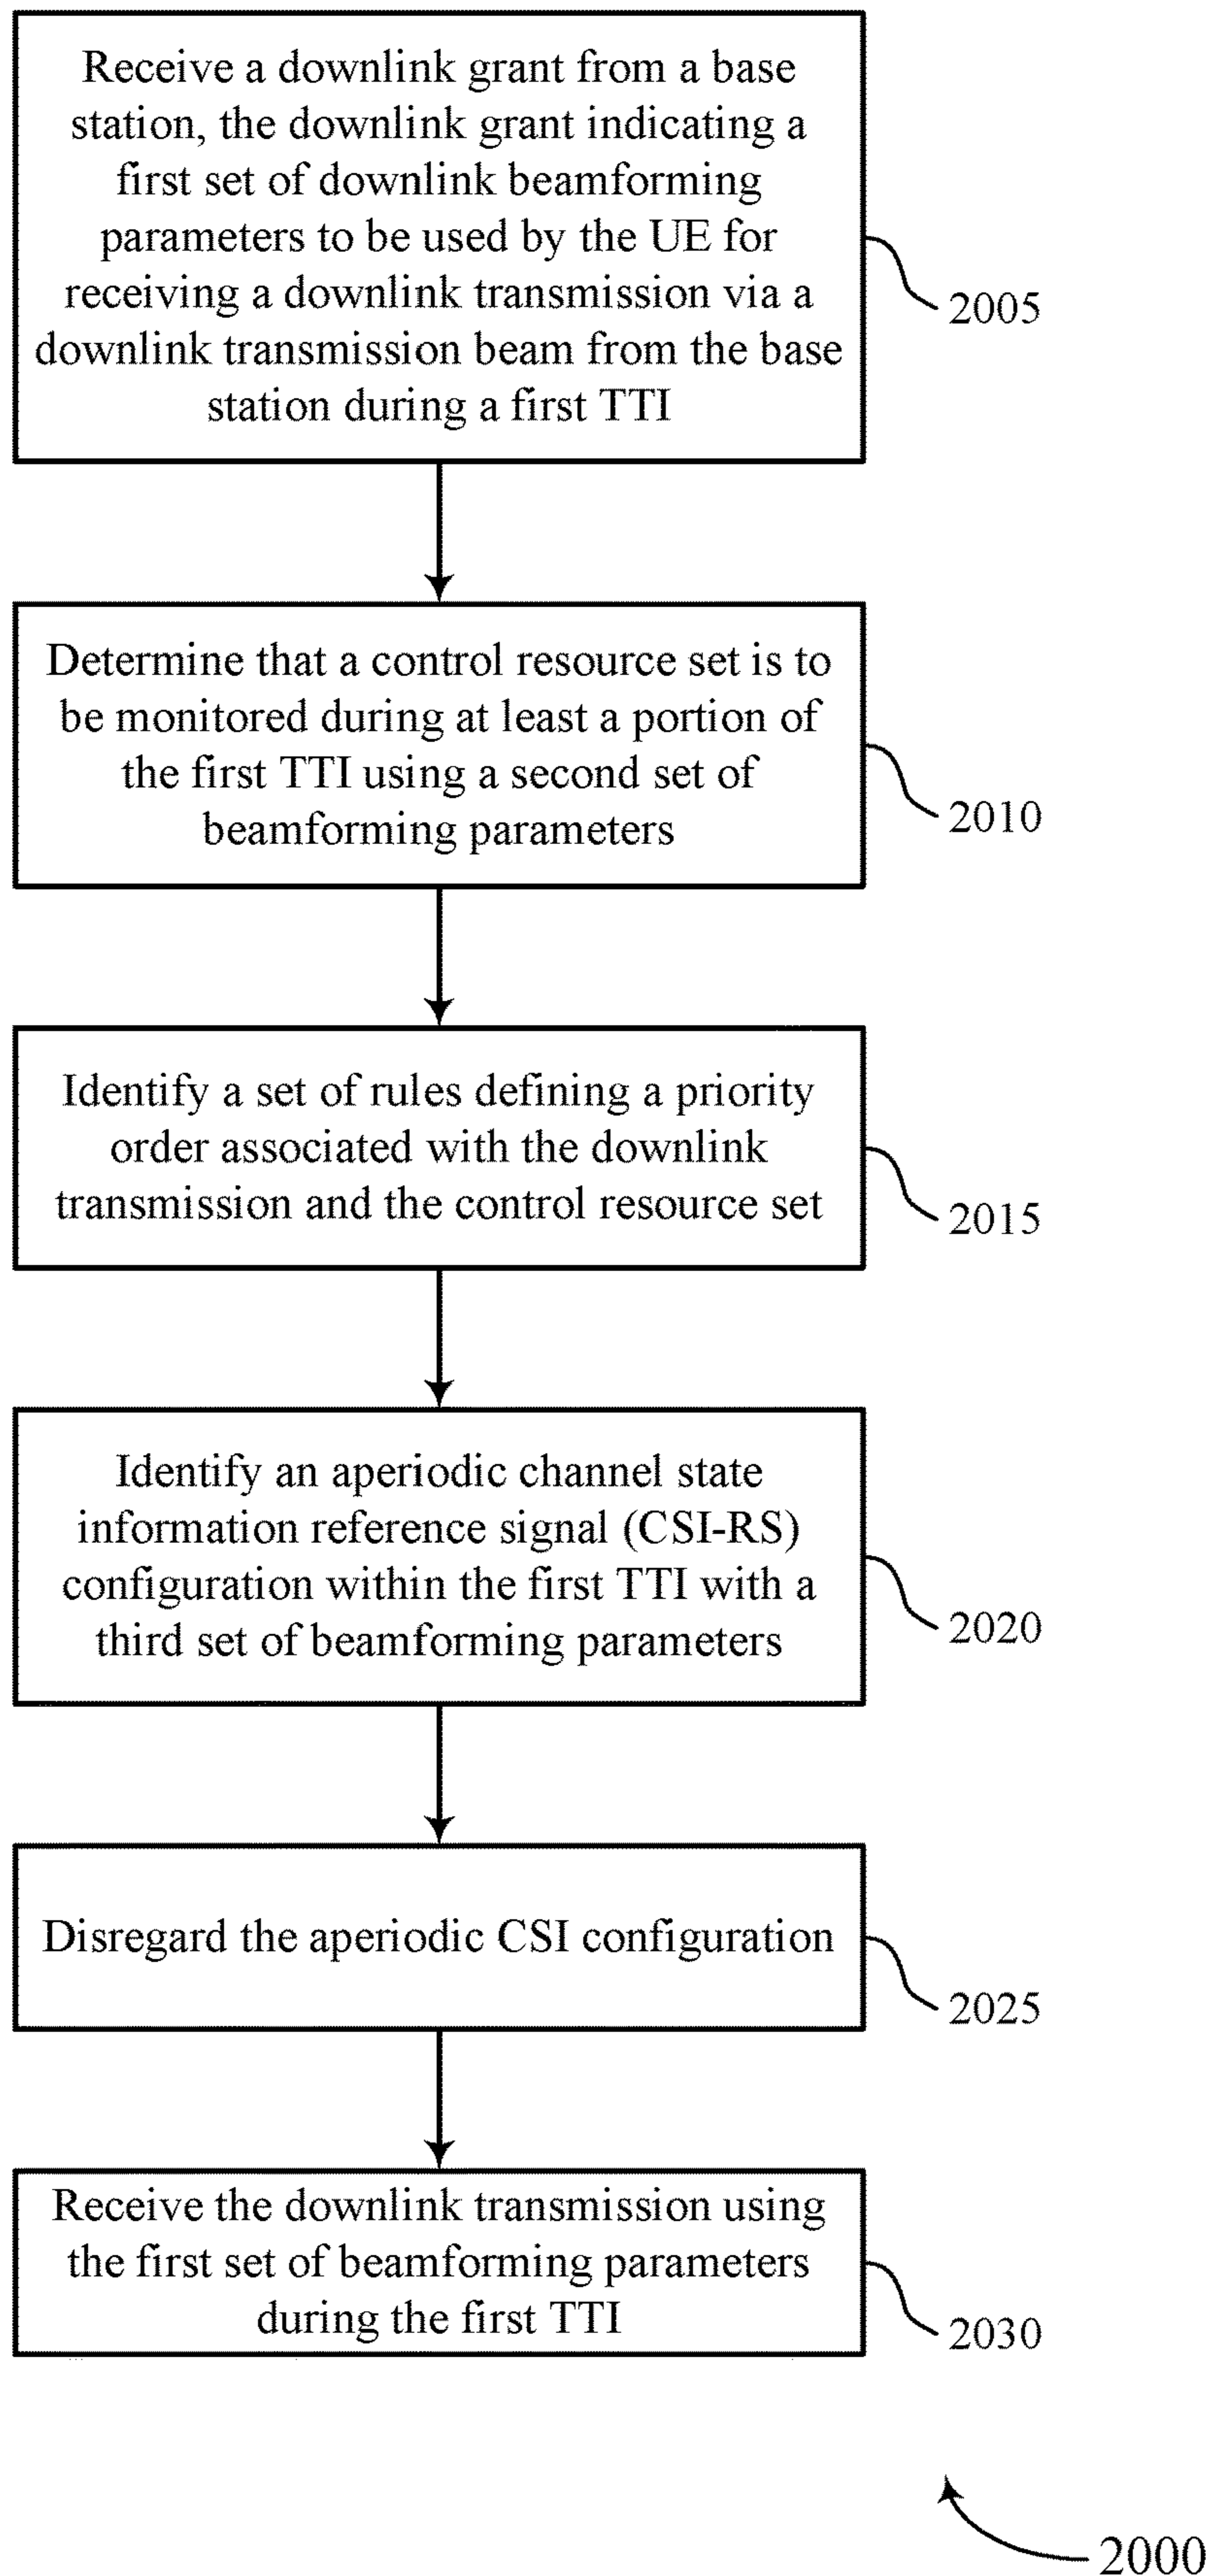 Receive a downlink grant from a base
station, the downlink grant indicating a
first set of downlink beamforming
parameters to be used by the UE for
receiving a downlink transmission via a
downlink transmission beam from the base
station during a first TTI
2005
Determine that a control resource set is to
be monitored during at least a portion of
the first TTI using a second set of
beamforming parameters
2010
Identify a set of rules defining a priority
order associated with the downlink
transmission and the control resource set
2015
Identify an aperiodic channel state
information reference signal (CSI-RS)
configuration within the first TTI with a
third set of beamforming parameters
2020
Disregard the aperiodic CSI configuration
2025
Receive the downlink transmission using
the first set of beamforming parameters
during the first TTI
2030
2000